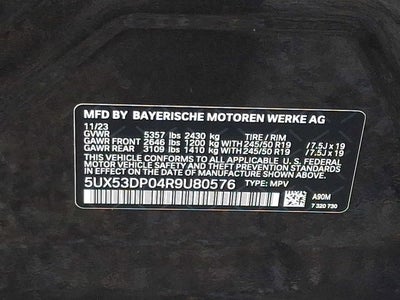 MFD BY BAYERISCHE MOTOREN WERKE AG
11/23
GVWR 5357 lbs 2430 kg TIRE / RIM
GAWR FRONT 2646 lbs 1200 kg WITH 245/50 R19 / 7.5J x 19
GAWR REAR 3109 lbs 1410 kg WITH 245/50 R19 / 7.5J x 19
THIS VEHICLE CONFORMS TO ALL APPLICABLE U.S. FEDERAL
MOTOR VEHICLE SAFETY AND THEFT PREVENTION STANDARDS
IN EFFECT ON THE DATE OF MANUFACTURE SHOWN ABOVE.
5UX53DP04R9U80576 TYPE: MPV
A90M
7 320 730